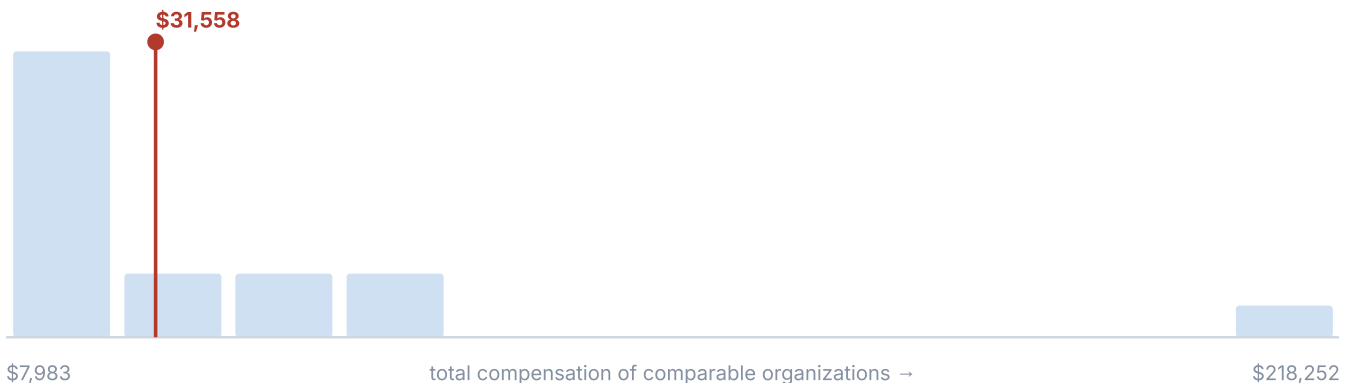 $31,558
$7,983
total compensation of comparable organizations →
$218,252